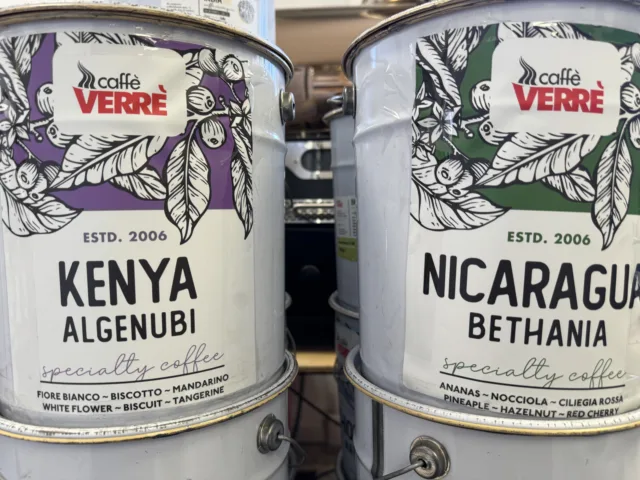 caffè
VERRÈ
ESTD. 2006
KENYA
ALGENUBI
specialty coffee
FIORE BIANCO ~ BISCOTTO ~ MANDARINO
WHITE FLOWER ~ BISCUIT ~ TANGERINE
caffè
VERRÈ
ESTD. 2006
NICARAGUA
BETHANIA
specialty coffee
ANANAS ~ NOCCIOLA ~ CILIEGIA ROSSA
PINEAPPLE ~ HAZELNUT ~ RED CHERRY